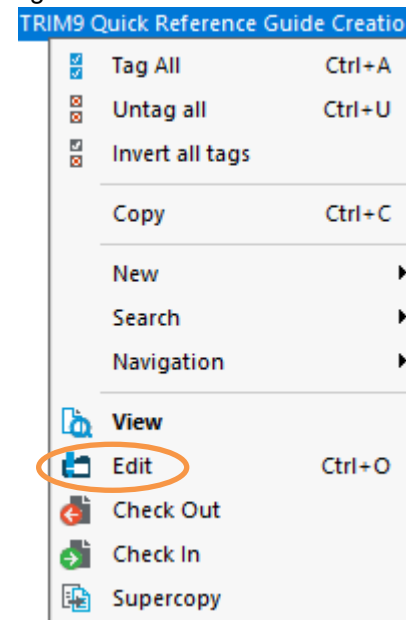 TRIM9 Quick Reference Guide Creatio
Tag All Ctrl+A
Untag all Ctrl+U
Invert all tags
Copy Ctrl+C
New
Search
Navigation
View
Edit Ctrl+O
Check Out
Check In
Supercopy